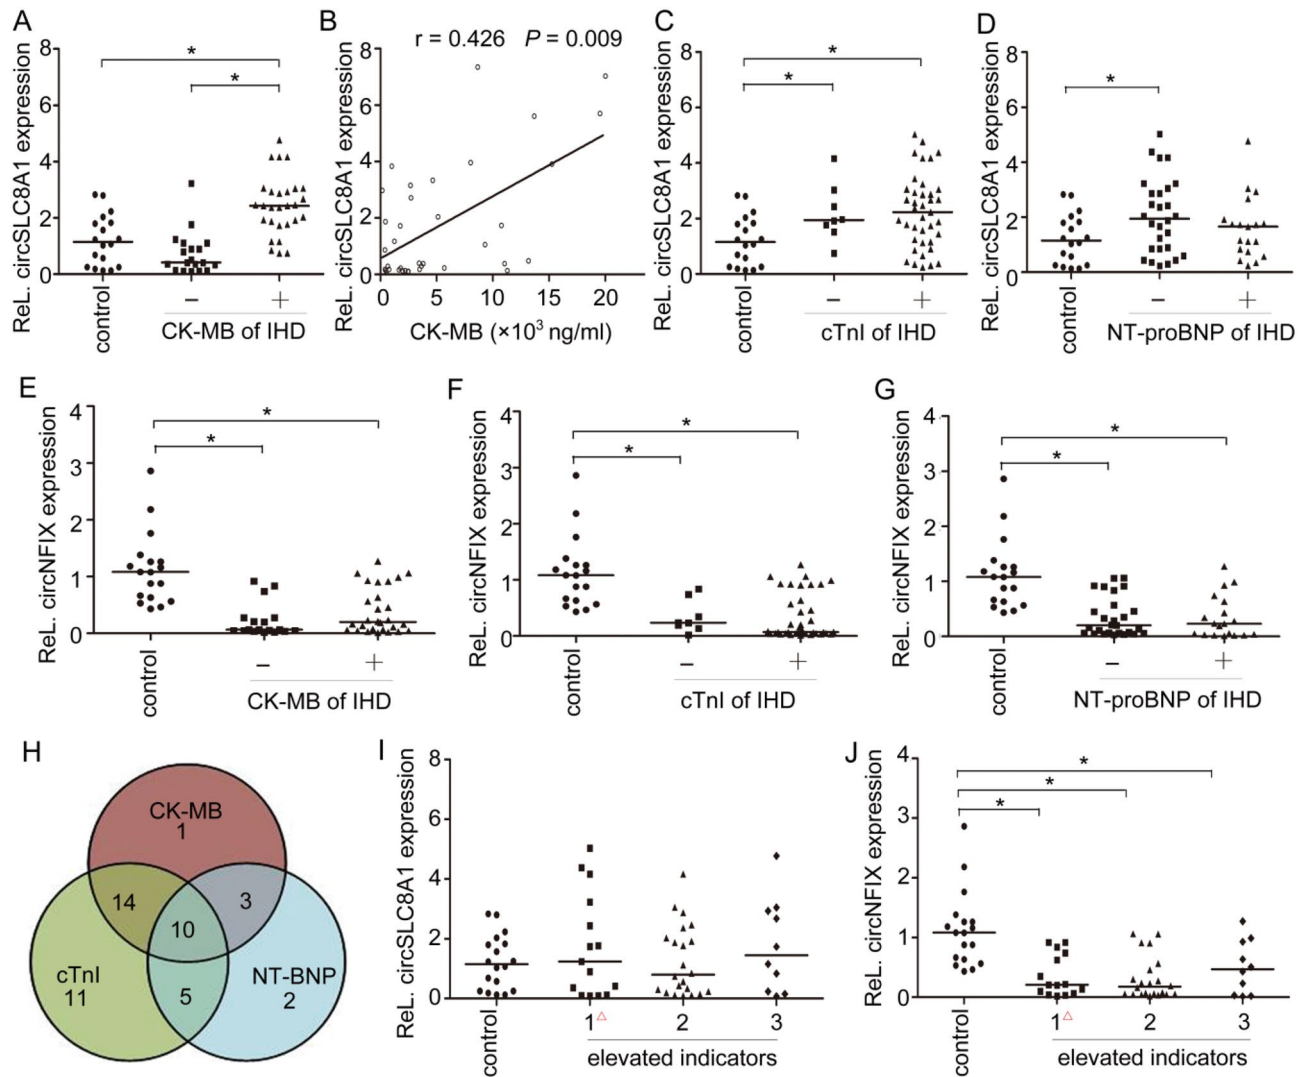 A
ReL. circSLC8A1 expression
8
6
4
2
0
*
*
control
−
+
CK-MB of IHD
B
r = 0.426 P = 0.009
ReL. circSLC8A1 expression
8
6
4
2
0
0 5 10 15 20
CK-MB (×10³ ng/ml)
C
ReL. circSLC8A1 expression
8
6
4
2
0
*
*
control
−
+
cTnI of IHD
D
ReL. circSLC8A1 expression
8
6
4
2
0
*
control
−
+
NT-proBNP of IHD
E
ReL. circNFIX expression
4
3
2
1
0
*
*
control
−
+
CK-MB of IHD
F
ReL. circNFIX expression
4
3
2
1
0
*
*
control
−
+
cTnI of IHD
G
ReL. circNFIX expression
4
3
2
1
0
*
*
control
−
+
NT-proBNP of IHD
H
CK-MB
1
14
3
10
cTnI
11
5
NT-BNP
2
I
ReL. circSLC8A1 expression
8
6
4
2
0
control
1△ 2 3
elevated indicators
J
ReL. circNFIX expression
4
3
2
1
0
*
*
*
control
1△ 2 3
elevated indicators